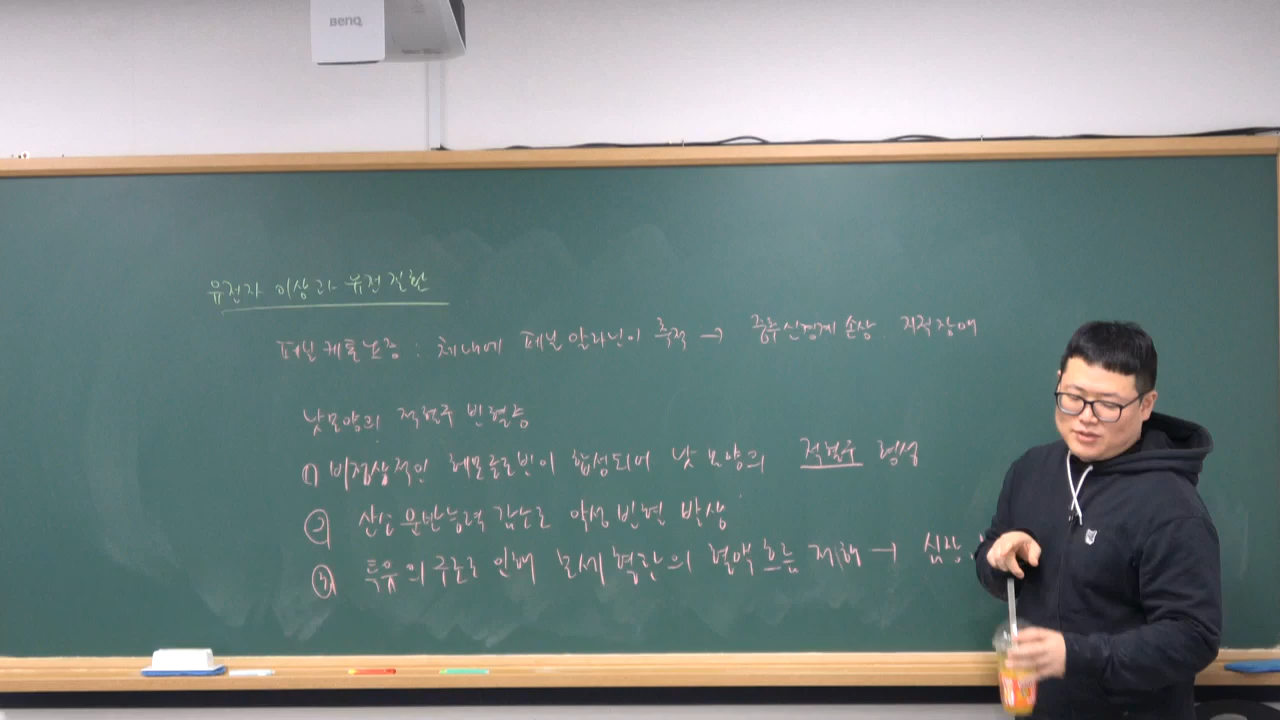 BenQ
유전자 이상과 유전질환
페닐케톤뇨증 : 체내에 페닐알라닌이 축적 → 중추신경계 손상. 지적장애
낫모양의 적혈구 빈혈증
① 비정상적인 헤모글로빈이 합성되어 낫 모양의 적혈구 형성
② 산소운반능력 감소로 악성빈혈 발생
③ 특유의 구조로 인해 모세혈관의 혈액 흐름 저해 → 심장